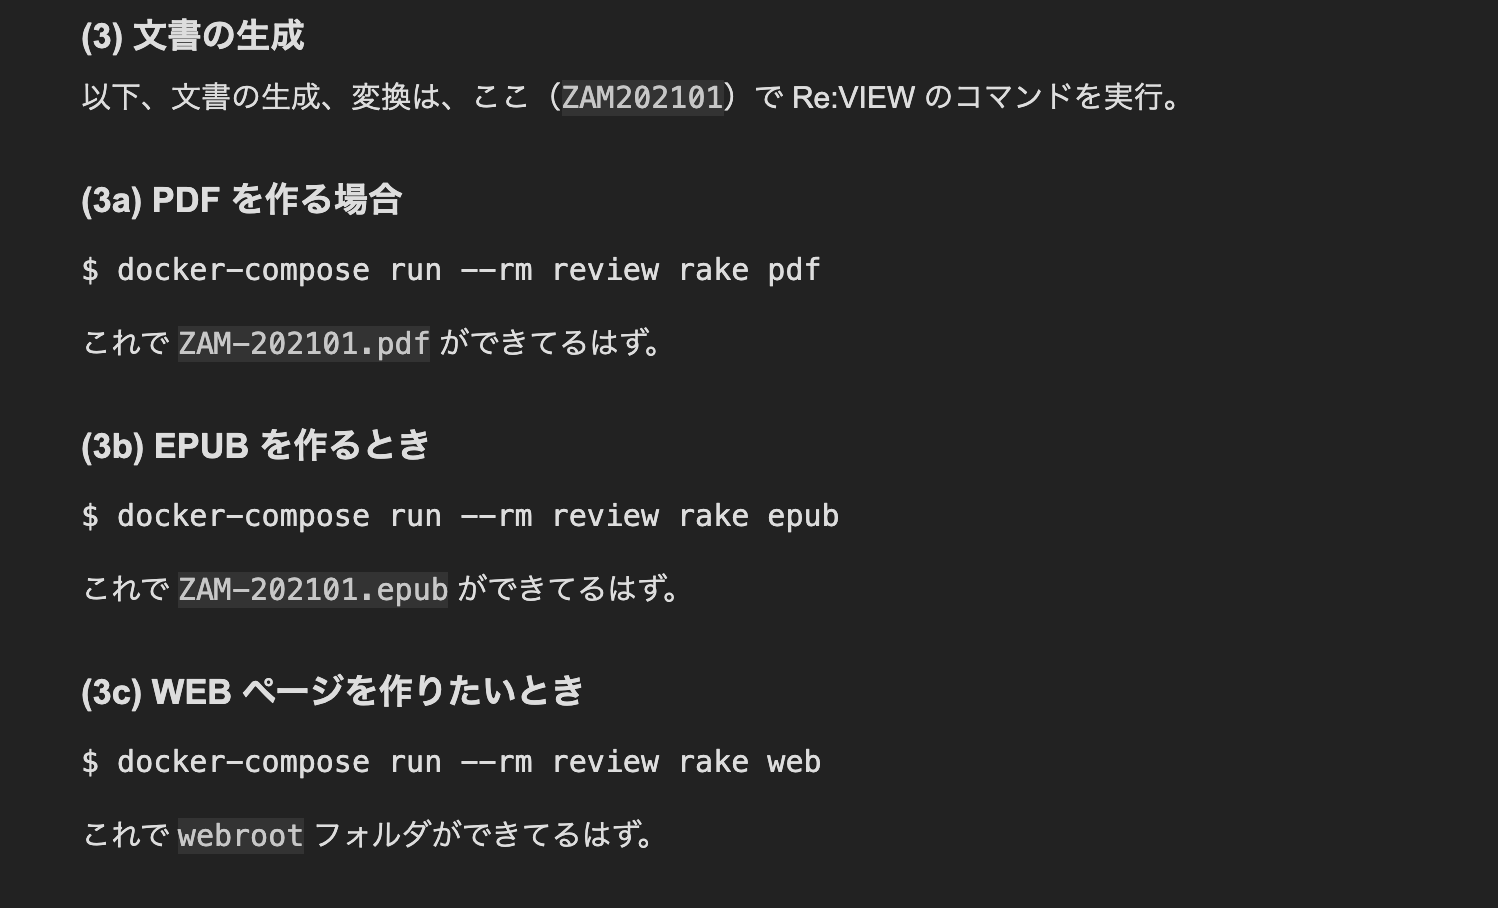 (3) 文書の生成
以下、文書の生成、変換は、ここ（ZAM202101）で Re:VIEW のコマンドを実行。
(3a) PDF を作る場合
$ docker-compose run --rm review rake pdf
これで ZAM-202101.pdf ができてるはず。
(3b) EPUB を作るとき
$ docker-compose run --rm review rake epub
これで ZAM-202101.epub ができてるはず。
(3c) WEB ページを作りたいとき
$ docker-compose run --rm review rake web
これで webroot フォルダができてるはず。